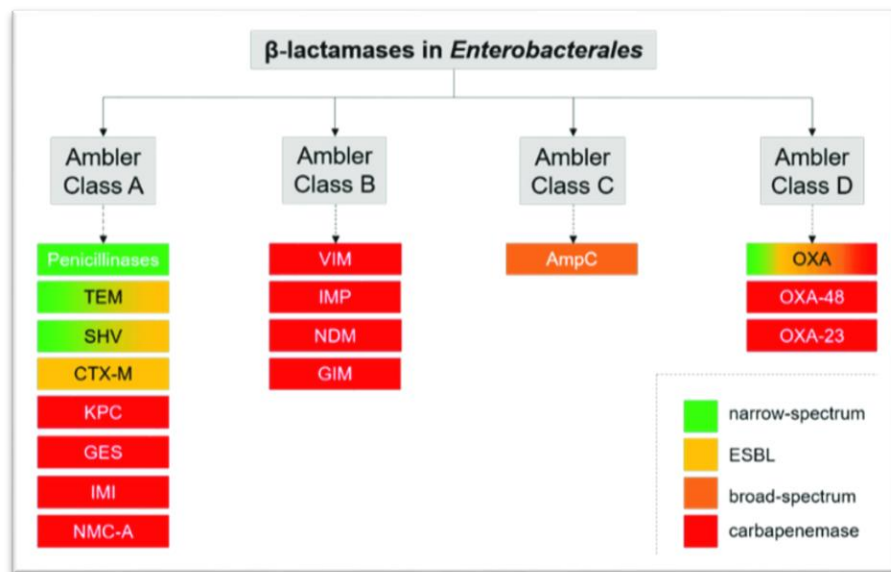 β-lactamases in Enterobacterales
Ambler
Class A
Penicillinases
TEM
SHV
CTX-M
KPC
GES
IMI
NMC-A
Ambler
Class B
VIM
IMP
NDM
GIM
Ambler
Class C
AmpC
Ambler
Class D
OXA
OXA-48
OXA-23
narrow-spectrum
ESBL
broad-spectrum
carbapenemase